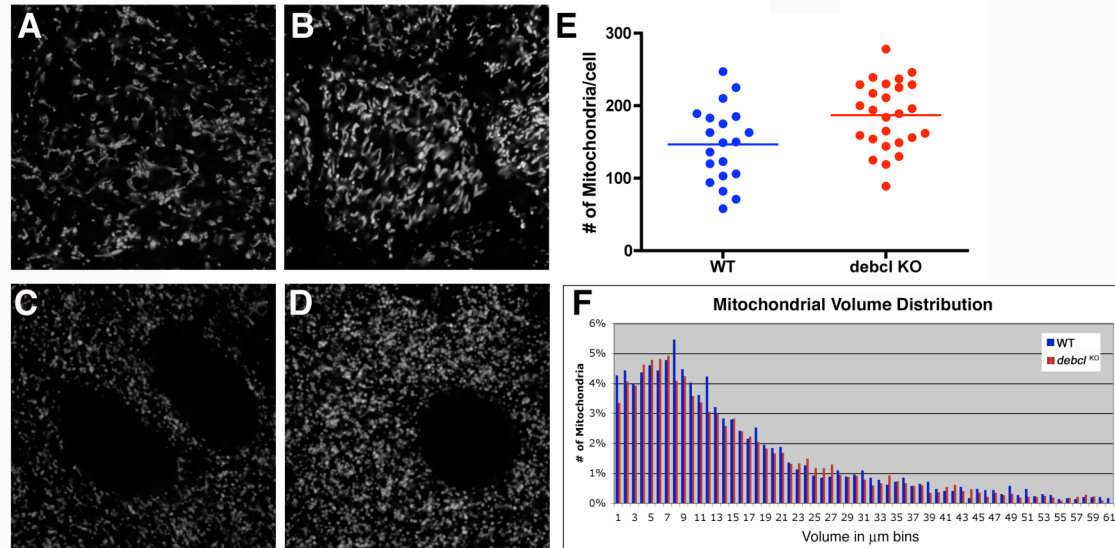 A
B
C
D
E
300
200
100
0
# of Mitochondria/cell
WT
debcl KO
F
Mitochondrial Volume Distribution
6%
5%
4%
3%
2%
1%
0%
# of Mitochondria
WT
debcl KO
1 3 5 7 9 11 13 15 17 19 21 23 25 27 29 31 33 35 37 39 41 43 45 47 49 51 53 55 57 59 61
Volume in μm bins